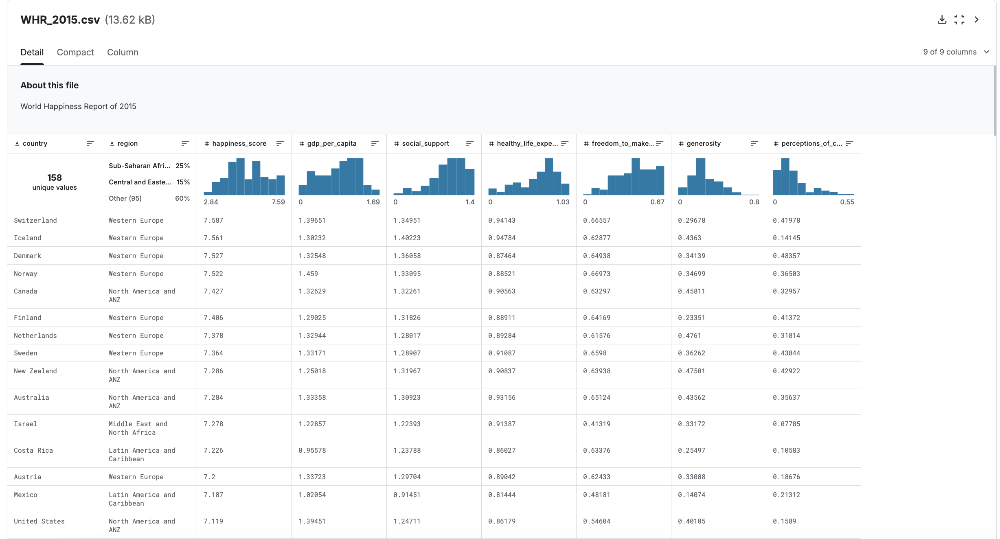 WHR_2015.csv (13.62 kB)
Detail Compact Column 9 of 9 columns
About this file
World Happiness Report of 2015
country region # happiness_score # gdp_per_capita # social_support # healthy_life_expe... # freedom_to_make... # generosity # perceptions_of_c...
158
unique values
Sub-Saharan Afri... 25%
Central and Easte... 15%
Other (95) 60%
2.84 7.59 0 1.69 0 1.4 0 1.03 0 0.67 0 0.8 0 0.55
Switzerland Western Europe 7.587 1.39651 1.34951 0.94143 0.66557 0.29678 0.41978
Iceland Western Europe 7.561 1.30232 1.40223 0.94784 0.62877 0.4363 0.14145
Denmark Western Europe 7.527 1.32548 1.36058 0.87464 0.64938 0.34139 0.48357
Norway Western Europe 7.522 1.459 1.33095 0.88521 0.66973 0.34699 0.36503
Canada North America and 7.427 1.32629 1.32261 0.90563 0.63297 0.45811 0.32957
ANZ
Finland Western Europe 7.406 1.29025 1.31826 0.88911 0.64169 0.23351 0.41372
Netherlands Western Europe 7.378 1.32944 1.28017 0.89284 0.61576 0.4761 0.31814
Sweden Western Europe 7.364 1.33171 1.28907 0.91087 0.6598 0.36262 0.43844
New Zealand North America and 7.286 1.25018 1.31967 0.90837 0.63938 0.47501 0.42922
ANZ
Australia North America and 7.284 1.33358 1.30923 0.93156 0.65124 0.43562 0.35637
ANZ
Israel Middle East and 7.278 1.22857 1.22393 0.91387 0.41319 0.33172 0.07785
North Africa
Costa Rica Latin America and 7.226 0.95578 1.23788 0.86027 0.63376 0.25497 0.10583
Caribbean
Austria Western Europe 7.2 1.33723 1.29704 0.89042 0.62433 0.33088 0.18676
Mexico Latin America and 7.187 1.02054 0.91451 0.81444 0.48181 0.14074 0.21312
Caribbean
United States North America and 7.119 1.39451 1.24711 0.86179 0.54604 0.40105 0.1589
ANZ